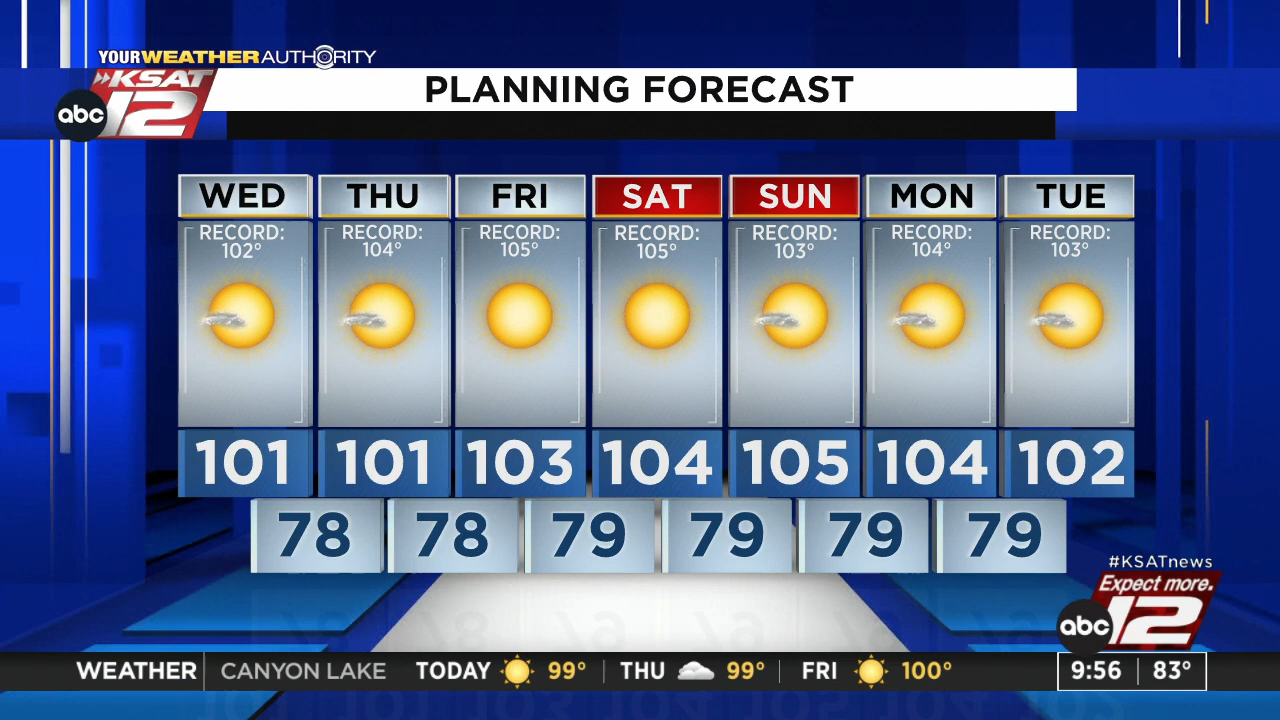 YOURWEATHERAUTHORITY
KSAT
abc 12
PLANNING FORECAST
WED THU FRI SAT SUN MON TUE
RECORD: RECORD: RECORD: RECORD: RECORD: RECORD: RECORD:
102° 104° 105° 105° 103° 104° 103°
101 101 103 104 105 104 102
78 78 79 79 79 79
#KSATnews
Expect more.
abc 12
WEATHER CANYON LAKE TODAY 99° THU 99° FRI 100° 9:56 83°